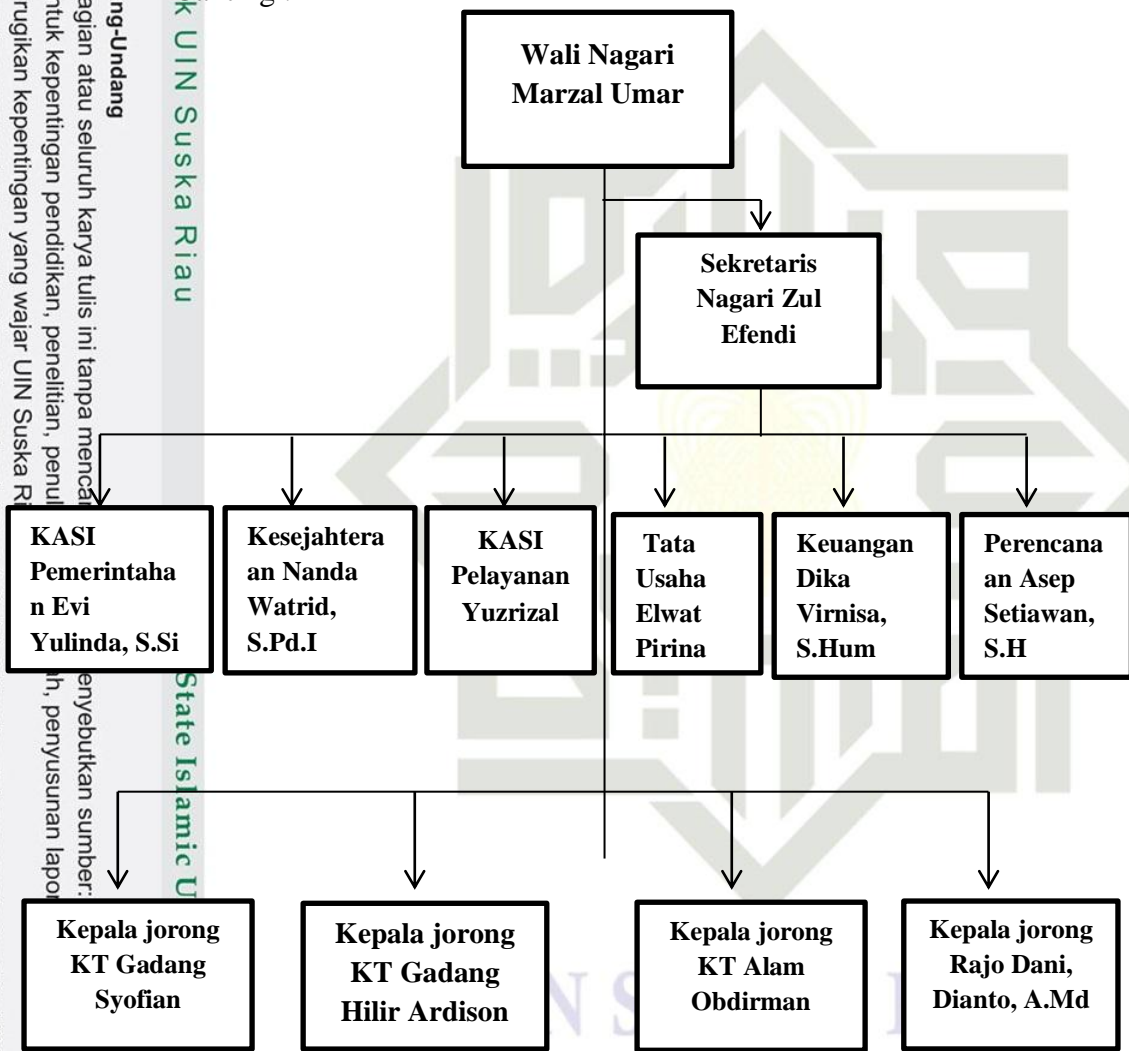 Wali Nagari
Marzal Umar
Sekretaris
Nagari Zul
Efendi
KASI
Pemerintaha
n Evi
Yulinda, S.Si
Kesejahtera
an Nanda
Watrid,
S.Pd.I
KASI
Pelayanan
Yuzrizal
Tata
Usaha
Elwat
Pirina
Keuangan
Dika
Virnisa,
S.Hum
Perencana
an Asep
Setiawan,
S.H
Kepala jorong
KT Gadang
Syofian
Kepala jorong
KT Gadang
Hilir Ardison
Kepala jorong
KT Alam
Obdirman
Kepala jorong
Rajo Dani,
Dianto, A.Md
k UIN Suska Riau
State Islamic U
ng-Undang
agian atau seluruh karya tulis ini tanpa mencan
enyebutkan sumber:
ntuk kepentingan pendidikan, penelitian, penul
ah, penyusunan lapor
rugikan kepentingan yang wajar UIN Suska Ri